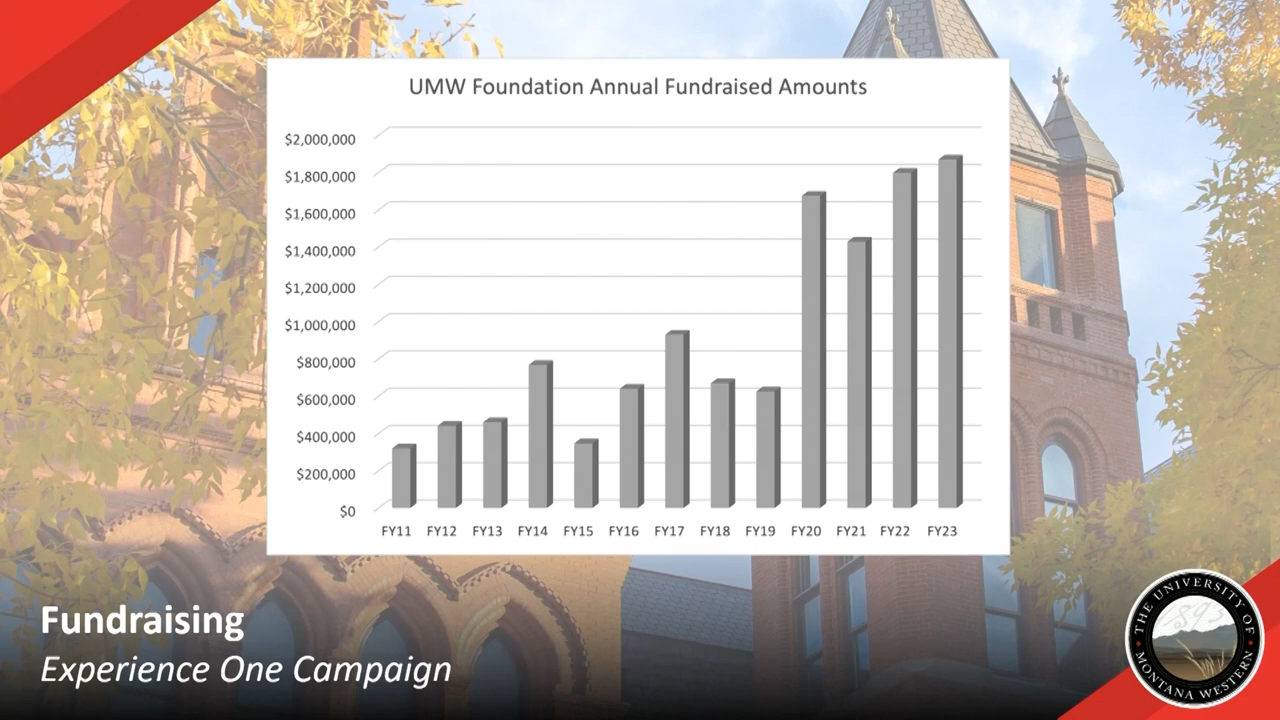 UMW Foundation Annual Fundraised Amounts
$2,000,000
$1,800,000
$1,600,000
$1,400,000
$1,200,000
$1,000,000
$800,000
$600,000
$400,000
$200,000
$0
FY11 FY12 FY13 FY14 FY15 FY16 FY17 FY18 FY19 FY20 FY21 FY22 FY23
Fundraising
Experience One Campaign
THE UNIVERSITY OF
MONTANA WESTERN
1893